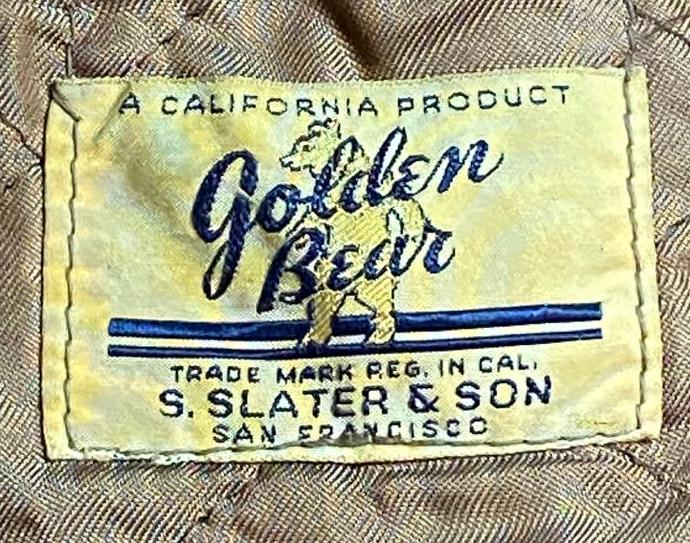 A CALIFORNIA PRODUCT
Golden
Bear
TRADE MARK REG. IN CAL.
S. SLATER & SON
SAN FRANCISCO